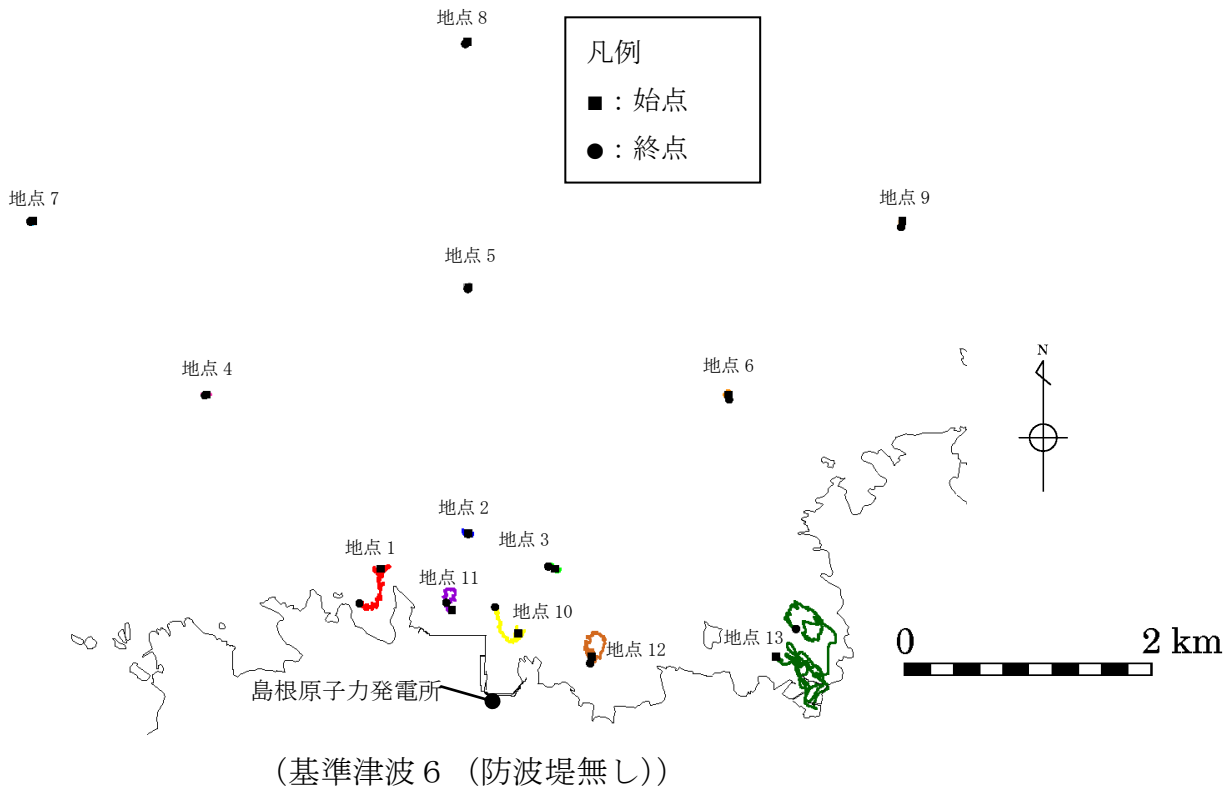 地点 8
凡例
■：始点
●：終点
地点 7
地点 9
地点 5
地点 4
地点 6
N
地点 2
地点 3
地点 1
地点 11
地点 10
地点 12
地点 13
0
2 km
島根原子力発電所
（基準津波６（防波堤無し））